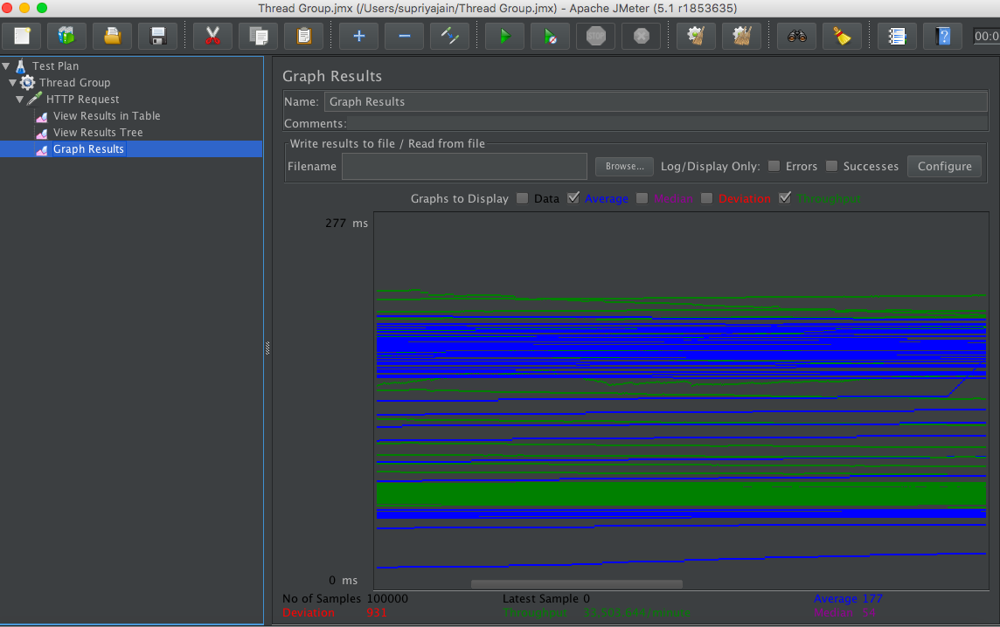 Thread Group.jmx (/Users/supriyajain/Thread Group.jmx) - Apache JMeter (5.1 r1853635)
STOP
00:0
Test Plan
Thread Group
HTTP Request
View Results in Table
View Results Tree
Graph Results
Graph Results
Name: Graph Results
Comments:
Write results to file / Read from file
Filename Browse... Log/Display Only: Errors Successes Configure
Graphs to Display Data Average Median Deviation Throughput
277 ms
0 ms
No of Samples 100000 Latest Sample 0 Average 177
Deviation 931 Throughput 33,503.644/minute Median 54